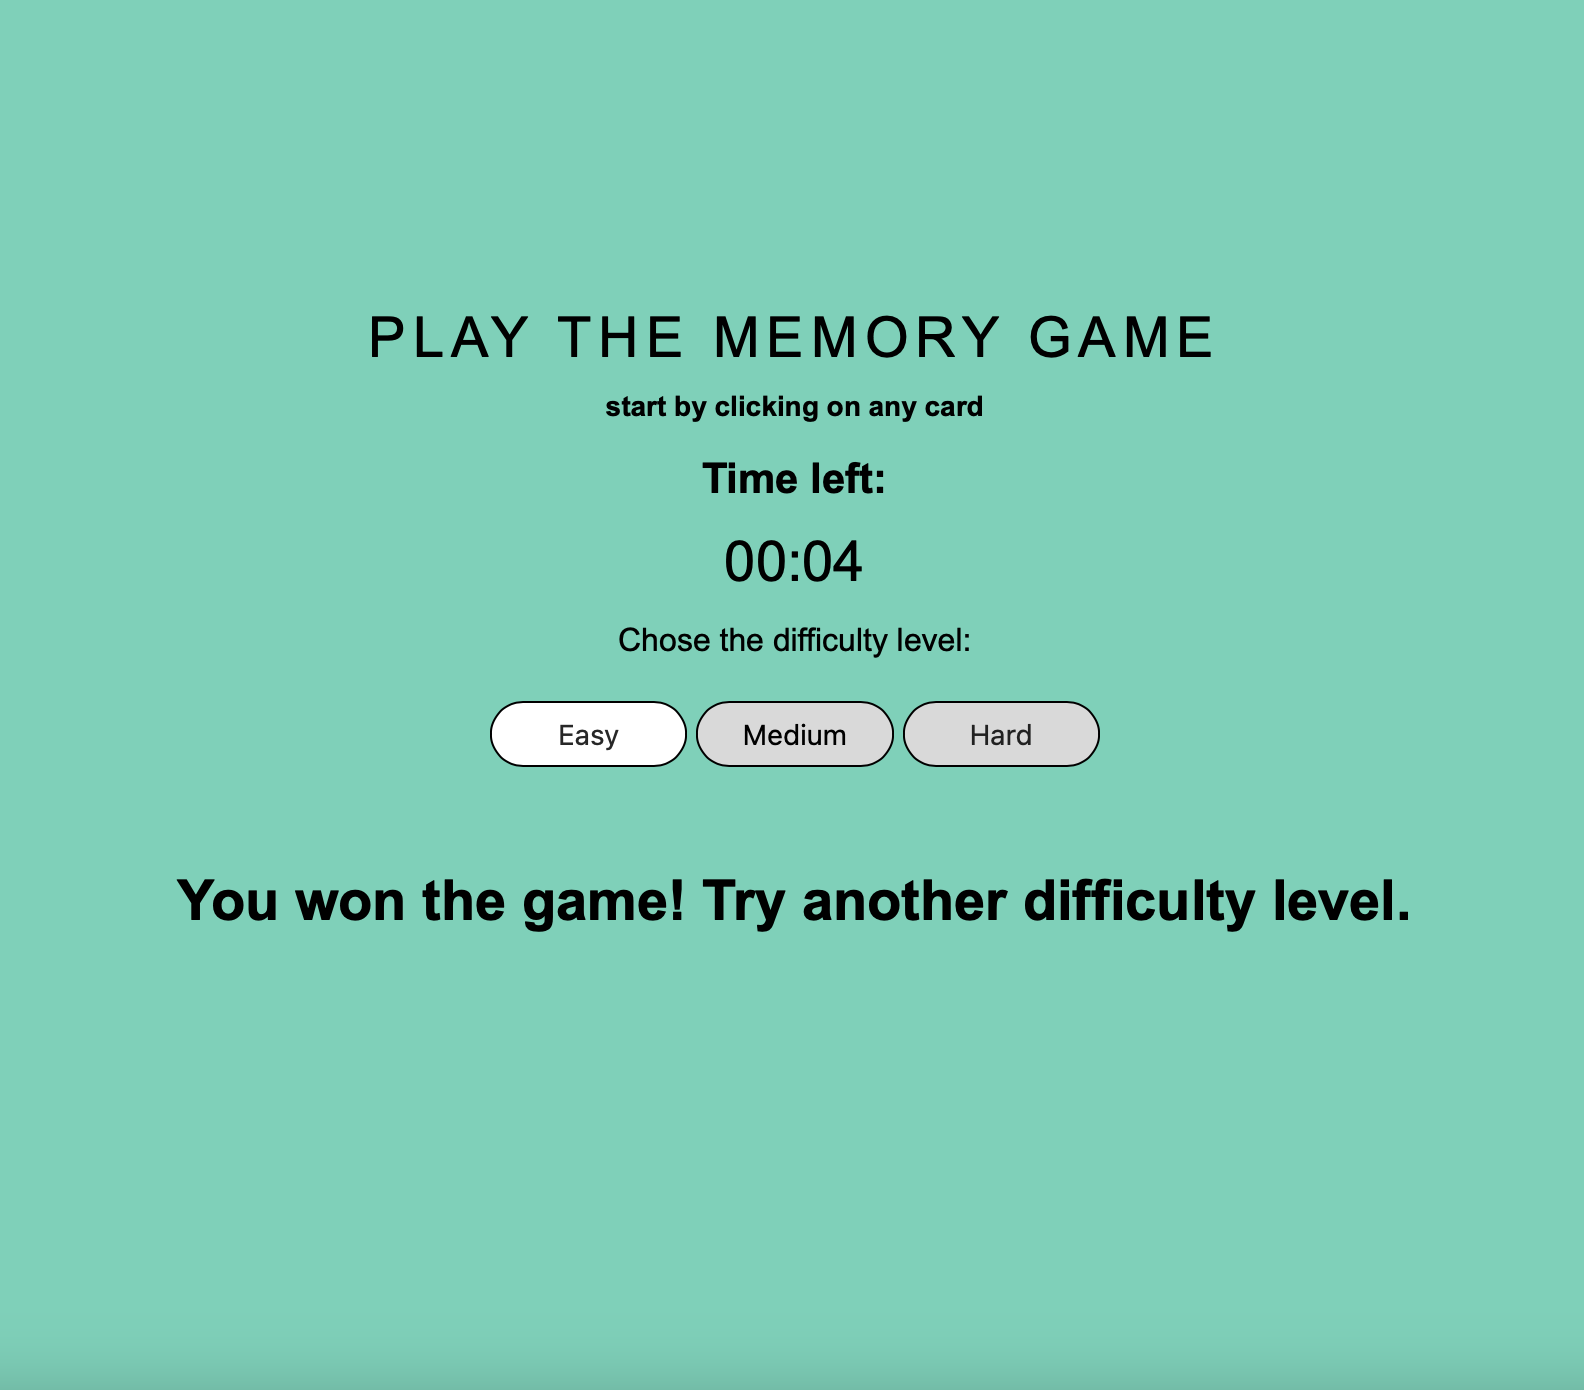 PLAY THE MEMORY GAME
start by clicking on any card
Time left:
00:04
Chose the difficulty level:
Easy Medium Hard
You won the game! Try another difficulty level.